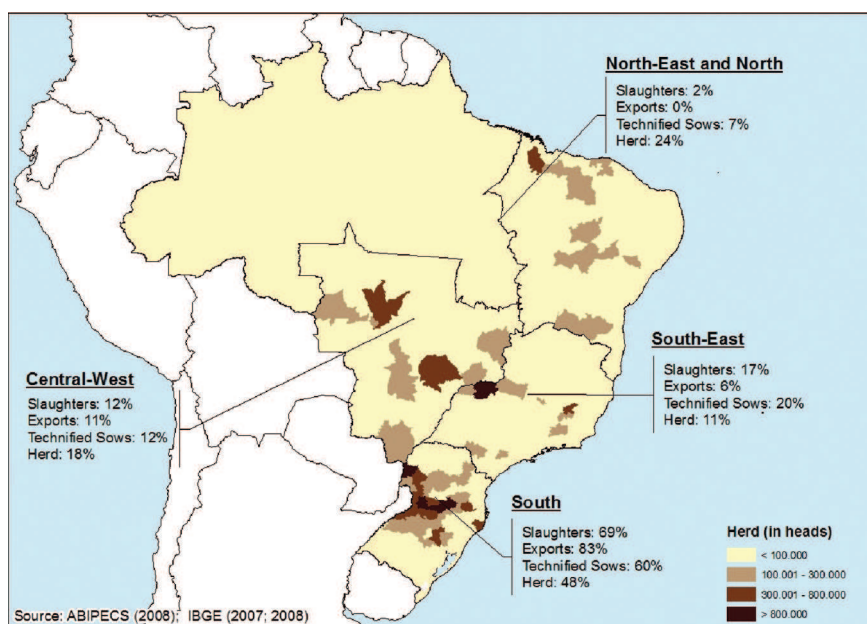 North-East and North
Slaughters: 2%
Exports: 0%
Technified Sows: 7%
Herd: 24%
South-East
Slaughters: 17%
Exports: 6%
Technified Sows: 20%
Herd: 11%
Central-West
Slaughters: 12%
Exports: 11%
Technified Sows: 12%
Herd: 18%
South
Slaughters: 69%
Exports: 83%
Technified Sows: 60%
Herd: 48%
Herd (in heads)
< 100.000
100.001 - 300.000
300.001 - 800.000
> 800.000
Source: ABIPECS (2008); IBGE (2007; 2008)